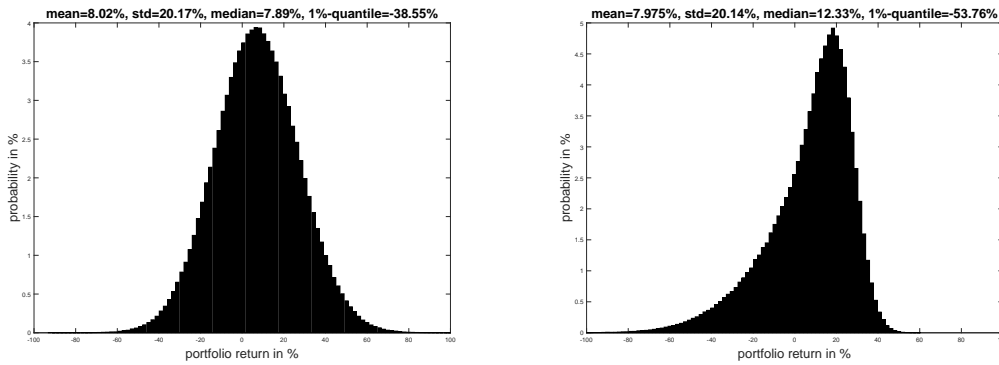 mean=8.02%, std=20.17%, median=7.89%, 1%-quantile=-38.55%
4
3.5
3
2.5
2
1.5
1
0.5
0
probability in %
-100 -80 -60 -40 -20 0 20 40 60 80 100
portfolio return in %
mean=7.975%, std=20.14%, median=12.33%, 1%-quantile=-53.76%
5
4.5
4
3.5
3
2.5
2
1.5
1
0.5
0
probability in %
-100 -80 -60 -40 -20 0 20 40 60 80 100
portfolio return in %